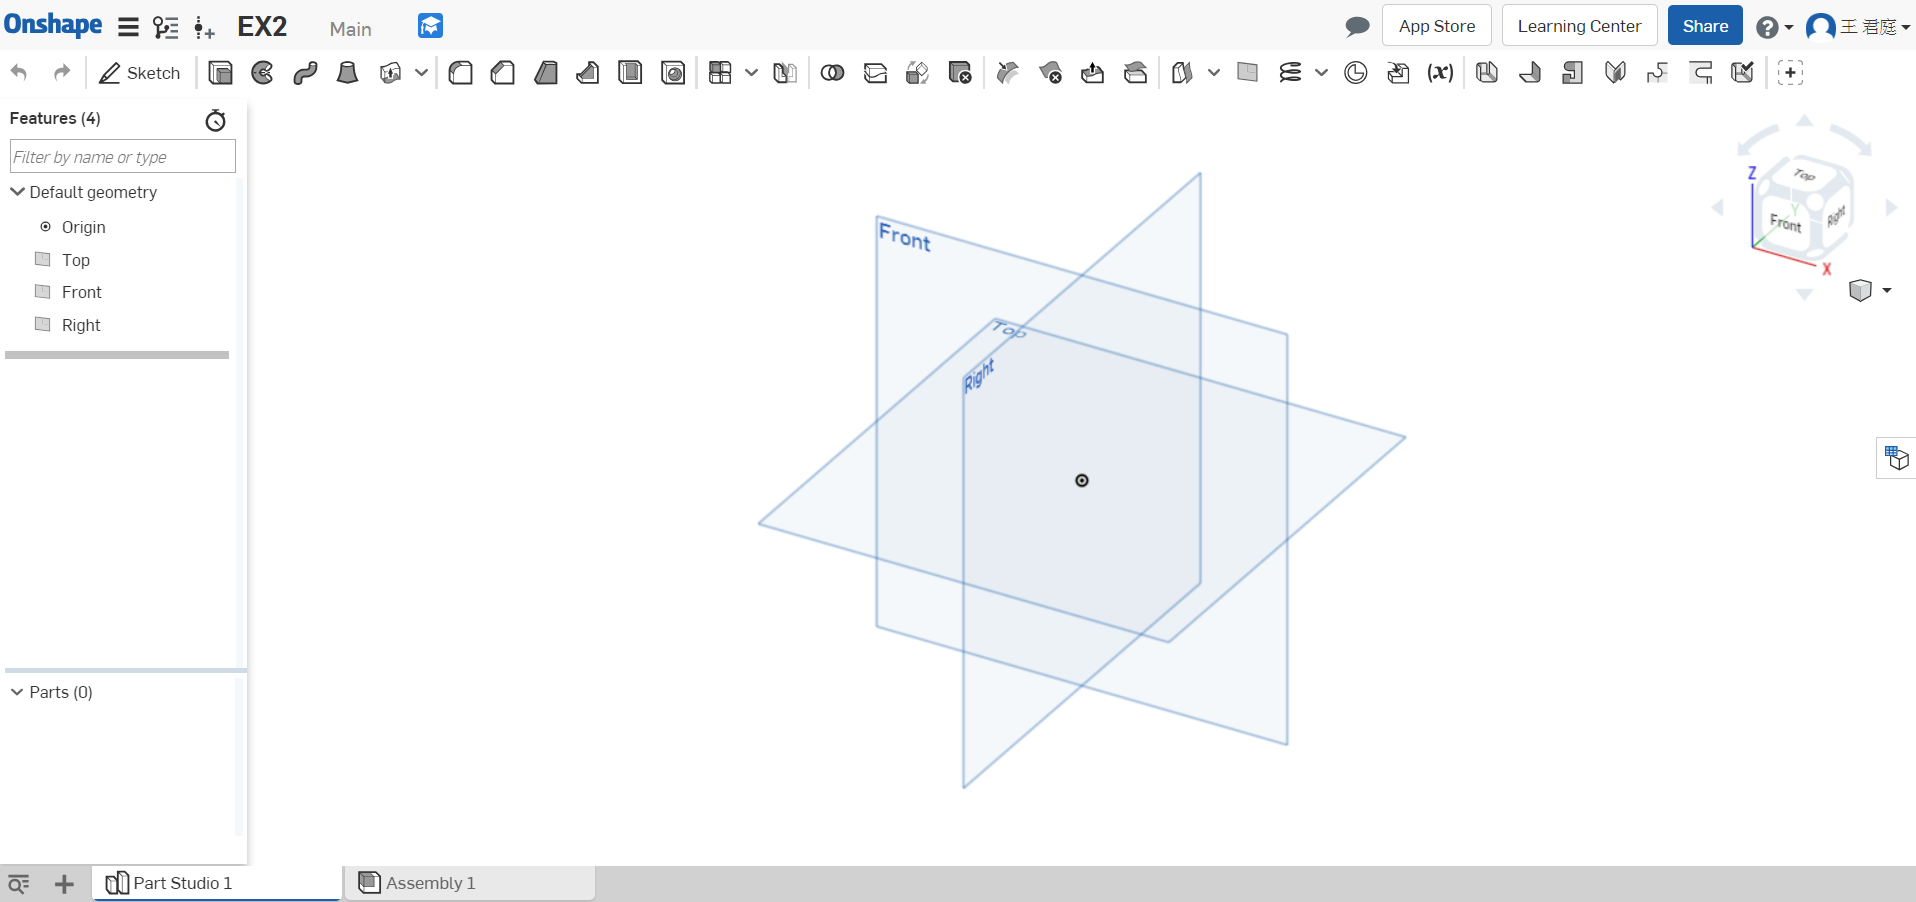 Onshape EX2 Main App Store Learning Center Share 王 君庭
Sketch (x)
Features (4)
Filter by name or type
Default geometry
Origin
Top
Front
Right
Parts (0)
Front
Top
Right
Z
Top
Y
Front
Right
X
Part Studio 1 Assembly 1